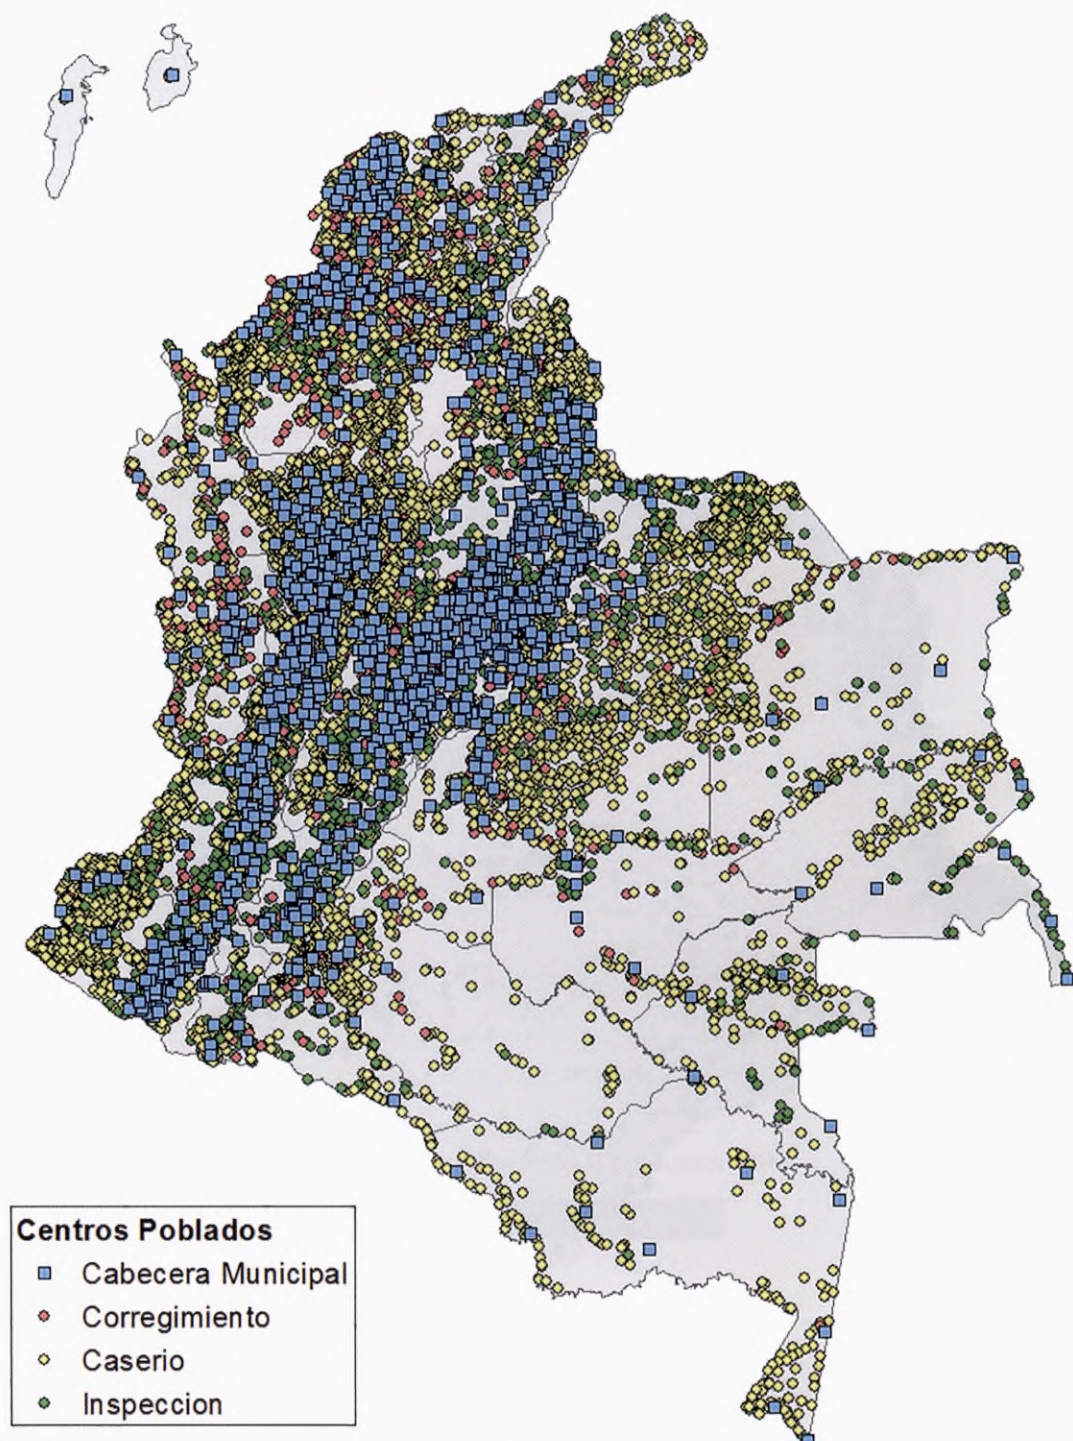 Centros Poblados
Cabecera Municipal
Corregimiento
Caserio
Inspeccion